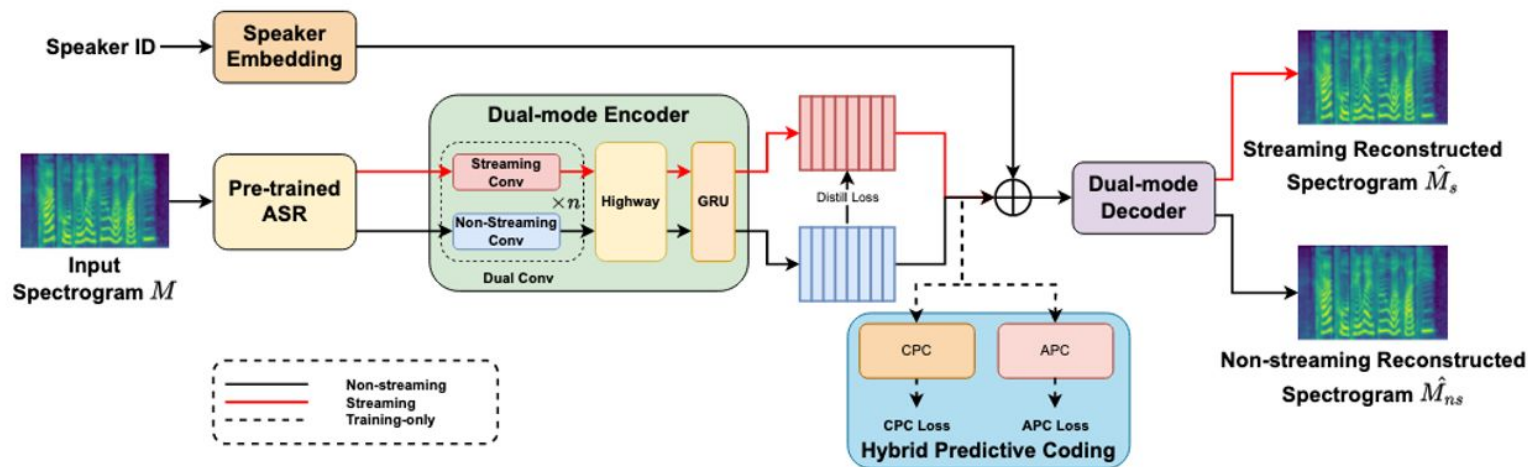 Speaker ID
Speaker
Embedding
Input
Spectrogram M
Pre-trained
ASR
Dual-mode Encoder
Streaming
Conv
×n
Non-Streaming
Conv
Dual Conv
Highway
GRU
Distill Loss
CPC
APC
CPC Loss
APC Loss
Hybrid Predictive Coding
Dual-mode
Decoder
Streaming Reconstructed
Spectrogram M̂s
Non-streaming Reconstructed
Spectrogram M̂ns
Non-streaming
Streaming
Training-only